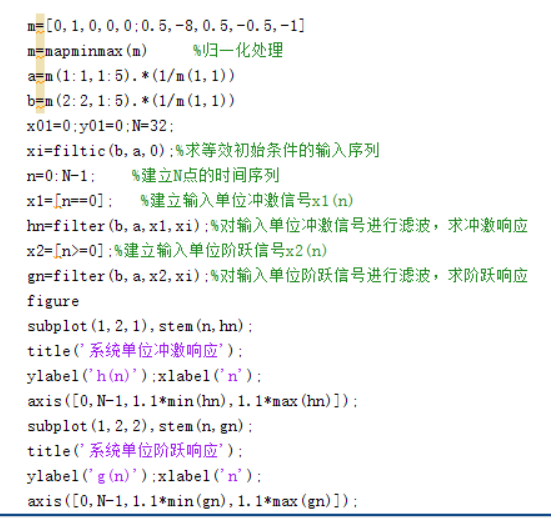 m=[0,1,0,0,0;0.5,-8,0.5,-0.5,-1]
m=mapminmax(m) %归一化处理
a=m(1:1,1:5).*(1/m(1,1))
b=m(2:2,1:5).*(1/m(1,1))
x01=0;y01=0;N=32;
xi=filtic(b,a,0);%求等效初始条件的输入序列
n=0:N-1; %建立N点的时间序列
x1=[n==0]; %建立输入单位冲激信号x1(n)
hn=filter(b,a,x1,xi);%对输入单位冲激信号进行滤波，求冲激响应
x2=[n>=0];%建立输入单位阶跃信号x2(n)
gn=filter(b,a,x2,xi);%对输入单位阶跃信号进行滤波，求阶跃响应
figure
subplot(1,2,1),stem(n,hn);
title('系统单位冲激响应');
ylabel('h(n)');xlabel('n');
axis([0,N-1,1.1*min(hn),1.1*max(hn)]);
subplot(1,2,2),stem(n,gn);
title('系统单位阶跃响应');
ylabel('g(n)');xlabel('n');
axis([0,N-1,1.1*min(gn),1.1*max(gn)]);